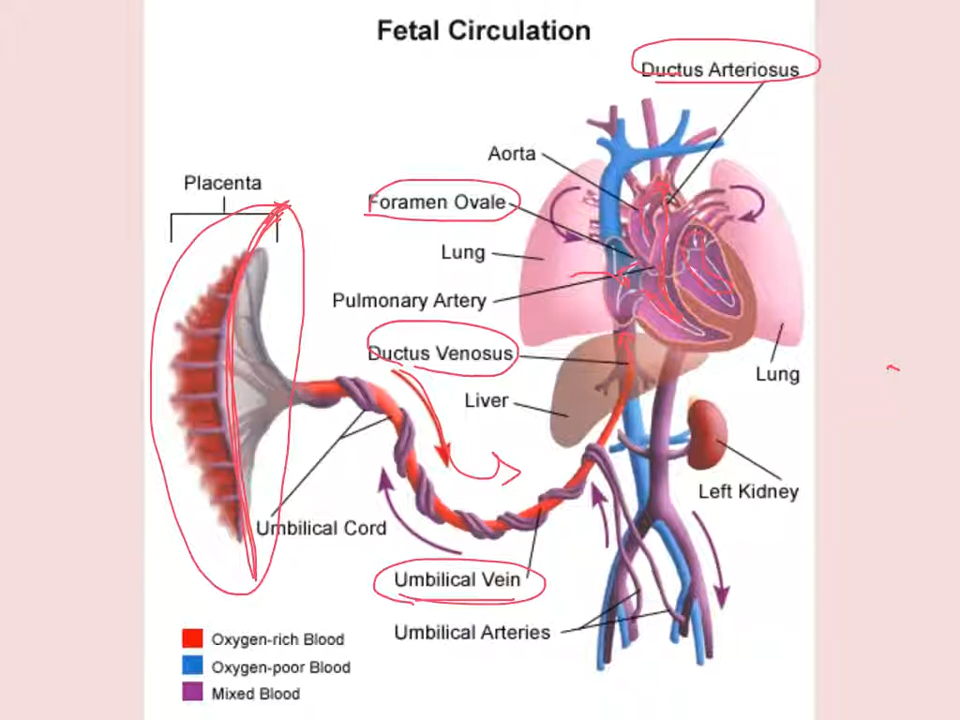 Fetal Circulation
Ductus Arteriosus
Aorta
Placenta
Foramen Ovale
Lung
Pulmonary Artery
Ductus Venosus
Lung
Liver
Left Kidney
Umbilical Cord
Umbilical Vein
Umbilical Arteries
Oxygen-rich Blood
Oxygen-poor Blood
Mixed Blood